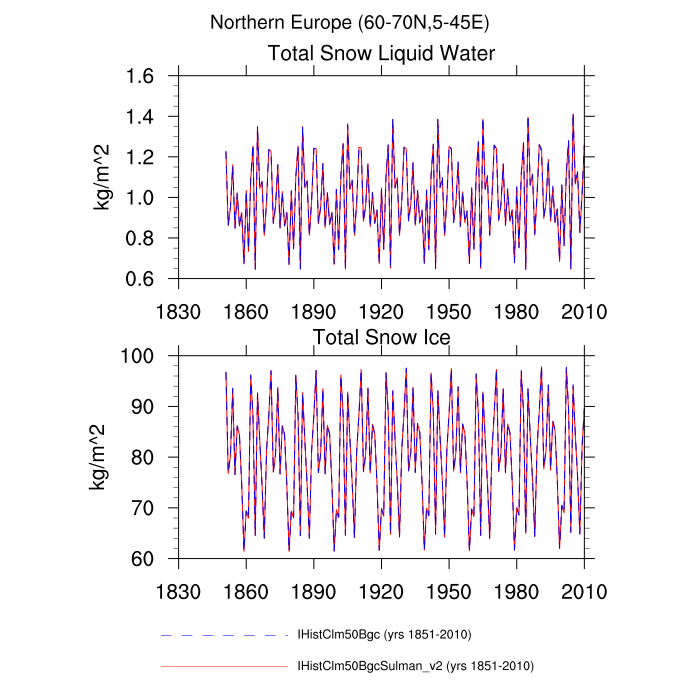 Northern Europe (60-70N,5-45E)
Total Snow Liquid Water
1.6
1.4
1.2
1.0
0.8
0.6
kg/m^2
1830 1860 1890 1920 1950 1980 2010
Total Snow Ice
100
90
80
70
60
kg/m^2
1830 1860 1890 1920 1950 1980 2010
IHistClm50Bgc (yrs 1851-2010)
IHistClm50BgcSulman_v2 (yrs 1851-2010)